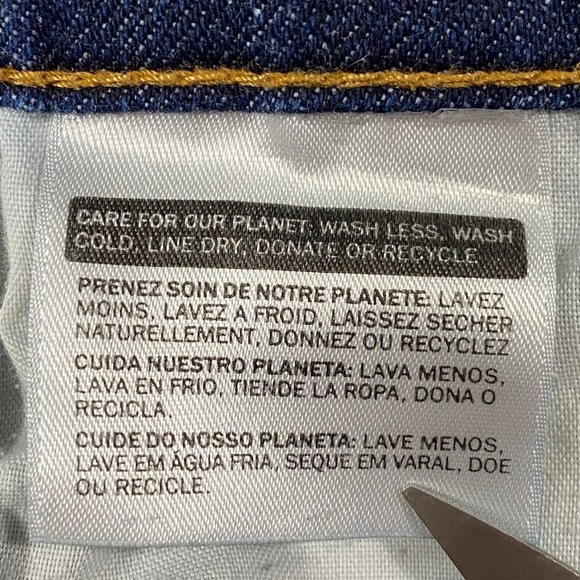 CARE FOR OUR PLANET: WASH LESS, WASH
COLD, LINE DRY, DONATE OR RECYCLE
PRENEZ SOIN DE NOTRE PLANETE: LAVEZ
MOINS, LAVEZ A FROID, LAISSEZ SECHER
NATURELLEMENT, DONNEZ OU RECYCLEZ
CUIDA NUESTRO PLANETA: LAVA MENOS,
LAVA EN FRIO, TIENDE LA ROPA, DONA O
RECICLA.
CUIDE DO NOSSO PLANETA: LAVE MENOS,
LAVE EM ÁGUA FRIA, SEQUE EM VARAL, DOE
OU RECICLE.